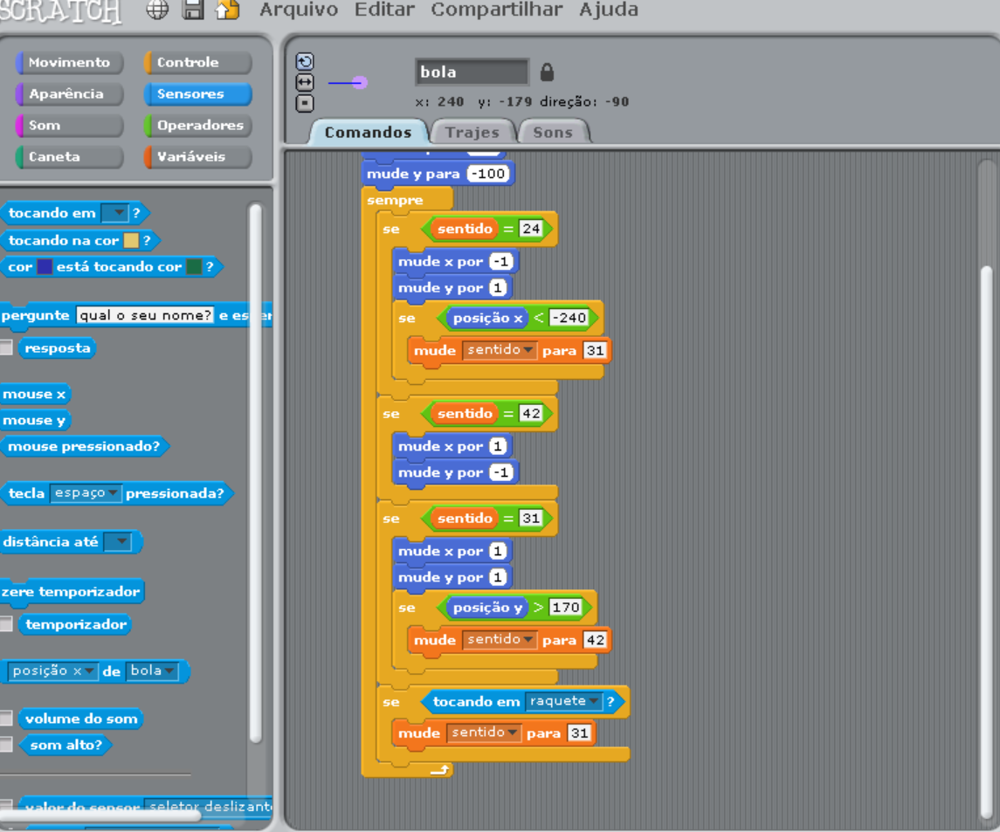 SCRATCH Arquivo Editar Compartilhar Ajuda
Movimento Controle
Aparência Sensores
Som Operadores
Caneta Variáveis
bola
x: 240 y: -179 direção: -90
Comandos Trajes Sons
tocando em ?
tocando na cor ?
cor está tocando cor ?
pergunte qual o seu nome? e esper
resposta
mouse x
mouse y
mouse pressionado?
tecla espaço pressionada?
distância até
zere temporizador
temporizador
posição x de bola
volume do som
som alto?
valor do sensor seletor deslizante
mude y para -100
sempre
se sentido = 24
mude x por -1
mude y por 1
se posição x < -240
mude sentido para 31
se sentido = 42
mude x por 1
mude y por -1
se sentido = 31
mude x por 1
mude y por 1
se posição y > 170
mude sentido para 42
se tocando em raquete ?
mude sentido para 31